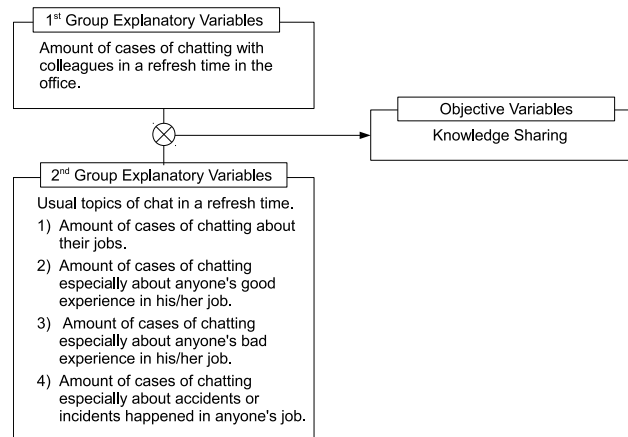 1st Group Explanatory Variables
Amount of cases of chatting with
colleagues in a refresh time in the
office.
Objective Variables
Knowledge Sharing
2nd Group Explanatory Variables
Usual topics of chat in a refresh time.
1) Amount of cases of chatting about
their jobs.
2) Amount of cases of chatting
especially about anyone's good
experience in his/her job.
3) Amount of cases of chatting
especially about anyone's bad
experience in his/her job.
4) Amount of cases of chatting
especially about accidents or
incidents happened in anyone's job.